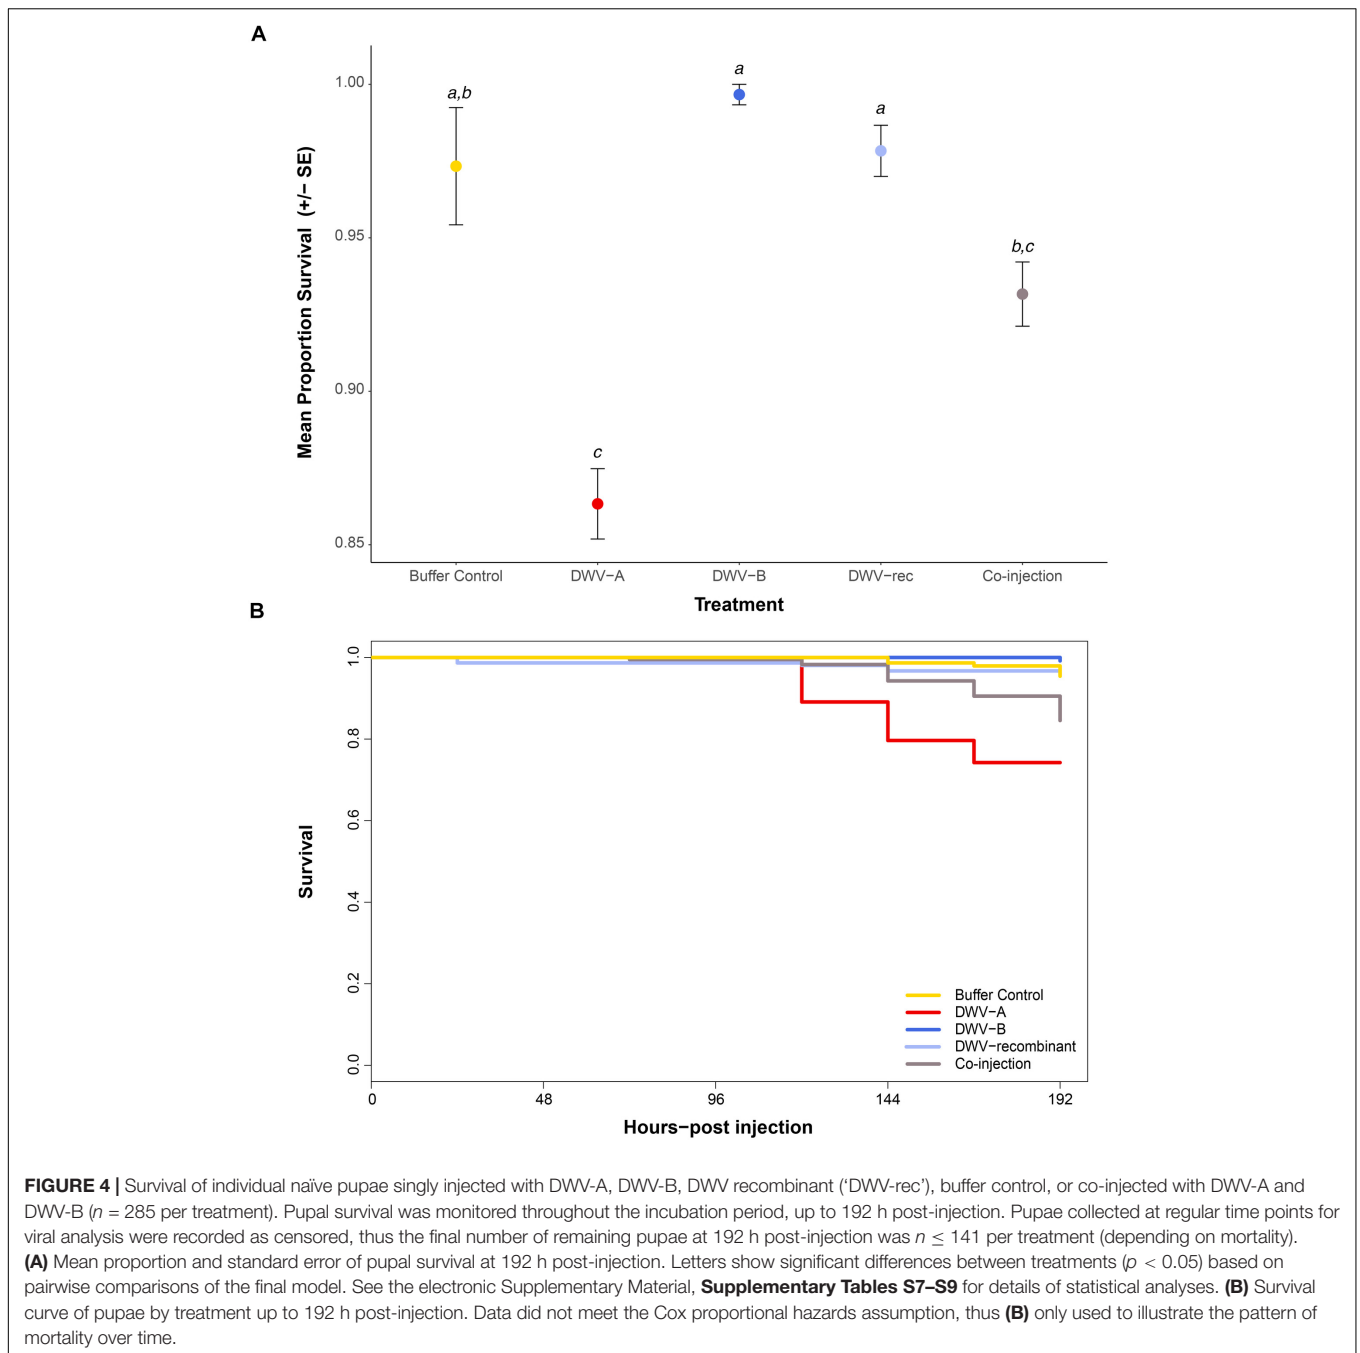 A
Mean Proportion Survival (+/− SE)
1.00
0.95
0.90
0.85
a,b
c
a
a
b,c
Buffer Control DWV−A DWV−B DWV−rec Co−injection
Treatment
B
Survival
1.0
0.8
0.6
0.4
0.2
0.0
Buffer Control
DWV−A
DWV−B
DWV−recombinant
Co−injection
0 48 96 144 192
Hours−post injection
FIGURE 4 | Survival of individual naïve pupae singly injected with DWV-A, DWV-B, DWV recombinant (‘DWV-rec’), buffer control, or co-injected with DWV-A and
DWV-B (n = 285 per treatment). Pupal survival was monitored throughout the incubation period, up to 192 h post-injection. Pupae collected at regular time points for
viral analysis were recorded as censored, thus the final number of remaining pupae at 192 h post-injection was n ≤ 141 per treatment (depending on mortality).
(A) Mean proportion and standard error of pupal survival at 192 h post-injection. Letters show significant differences between treatments (p < 0.05) based on
pairwise comparisons of the final model. See the electronic Supplementary Material, Supplementary Tables S7–S9 for details of statistical analyses. (B) Survival
curve of pupae by treatment up to 192 h post-injection. Data did not meet the Cox proportional hazards assumption, thus (B) only used to illustrate the pattern of
mortality over time.